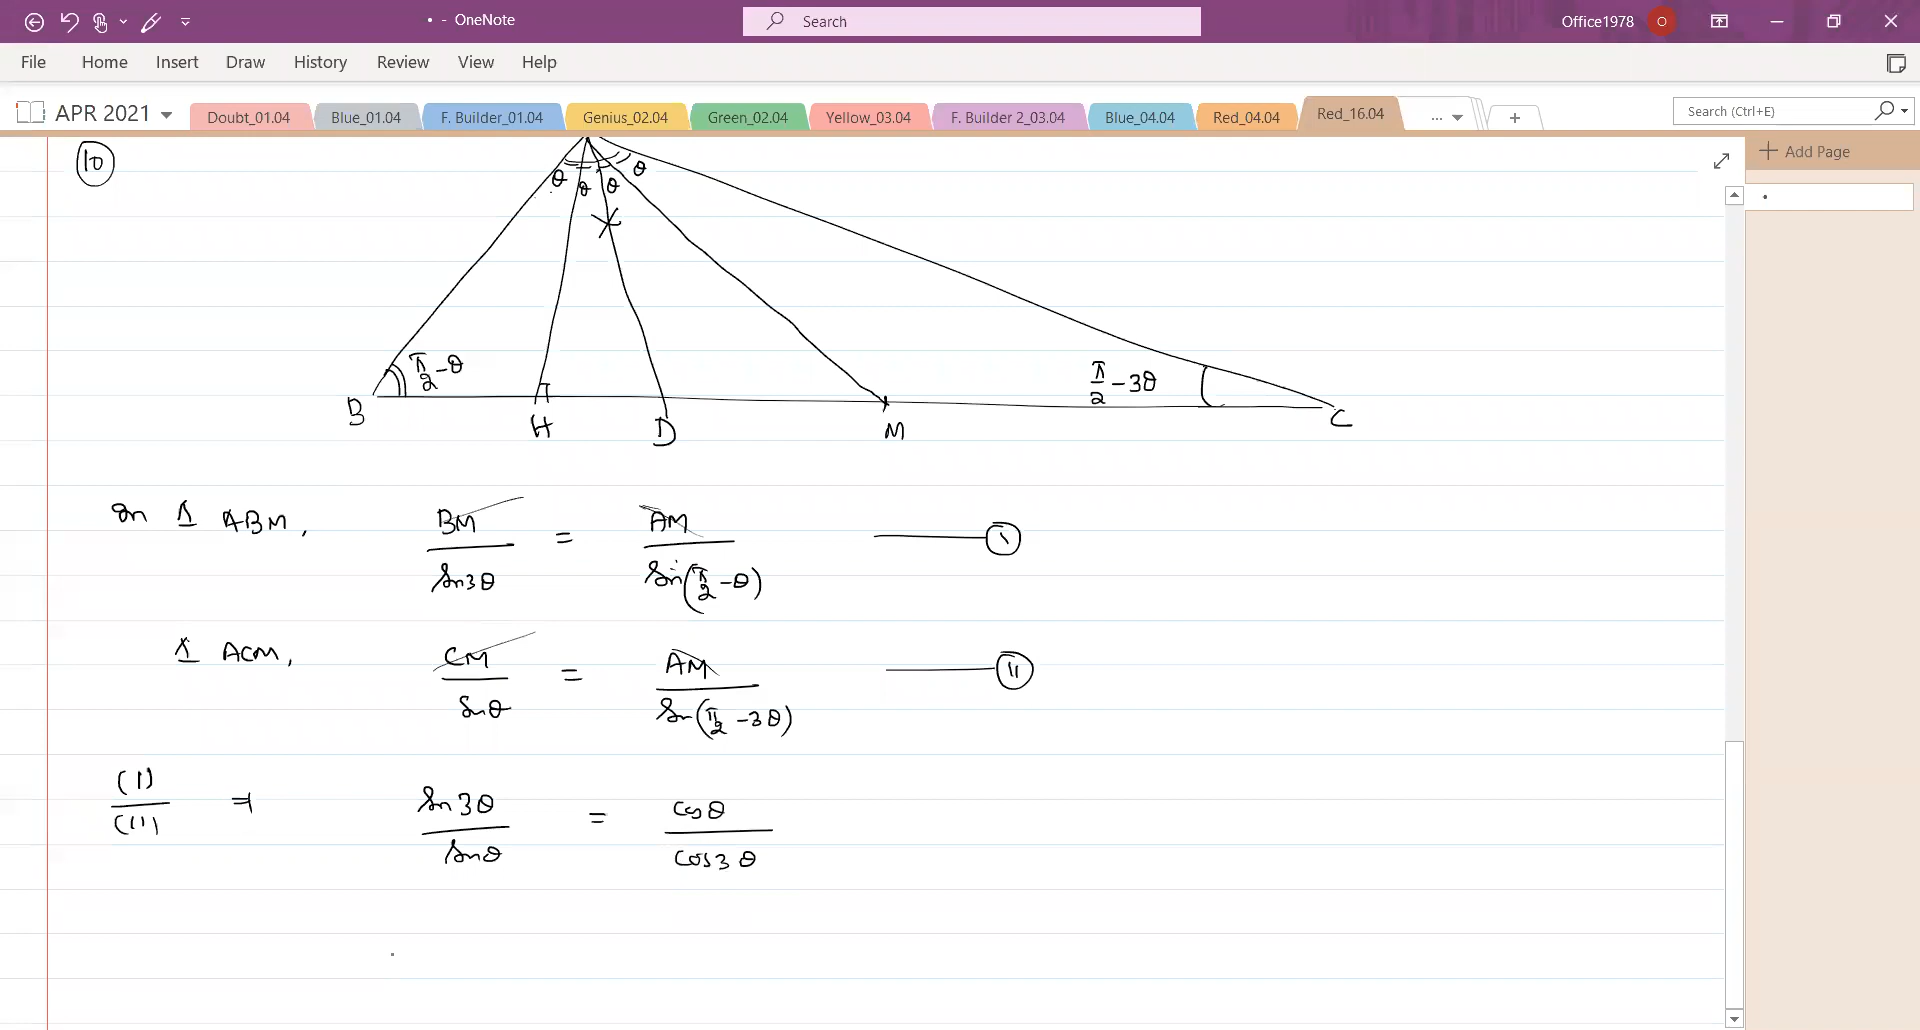 • - OneNote
Search
Office1978
O
File Home Insert Draw History Review View Help
APR 2021
Doubt_01.04 Blue_01.04 F. Builder_01.04 Genius_02.04 Green_02.04 Yellow_03.04 F. Builder 2_03.04 Blue_04.04 Red_04.04 Red_16.04 ... +
Search (Ctrl+E)
Add Page
•
10
θ θ θ θ
π/2 - θ
π/2 - 3θ
B H D M C
In Δ ABM, BM/sin3θ = AM/sin(π/2 - θ) ——— (I)
Δ ACM, CM/sinθ = AM/sin(π/2 - 3θ) ——— (II)
(I)/(II) ⇒ sin3θ/sinθ = cosθ/cos3θ